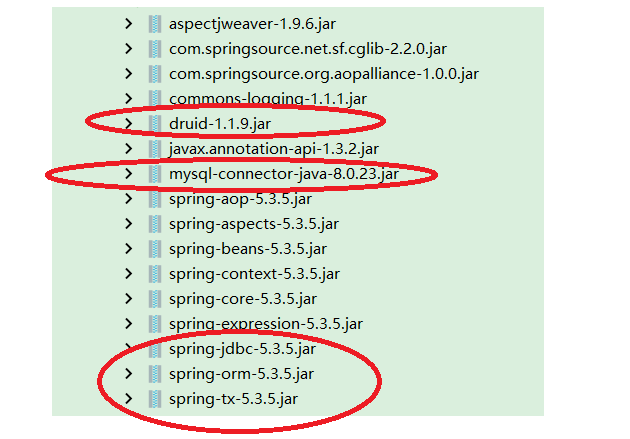 aspectjweaver-1.9.6.jar
com.springsource.net.sf.cglib-2.2.0.jar
com.springsource.org.aopalliance-1.0.0.jar
commons-logging-1.1.1.jar
druid-1.1.9.jar
javax.annotation-api-1.3.2.jar
mysql-connector-java-8.0.23.jar
spring-aop-5.3.5.jar
spring-aspects-5.3.5.jar
spring-beans-5.3.5.jar
spring-context-5.3.5.jar
spring-core-5.3.5.jar
spring-expression-5.3.5.jar
spring-jdbc-5.3.5.jar
spring-orm-5.3.5.jar
spring-tx-5.3.5.jar